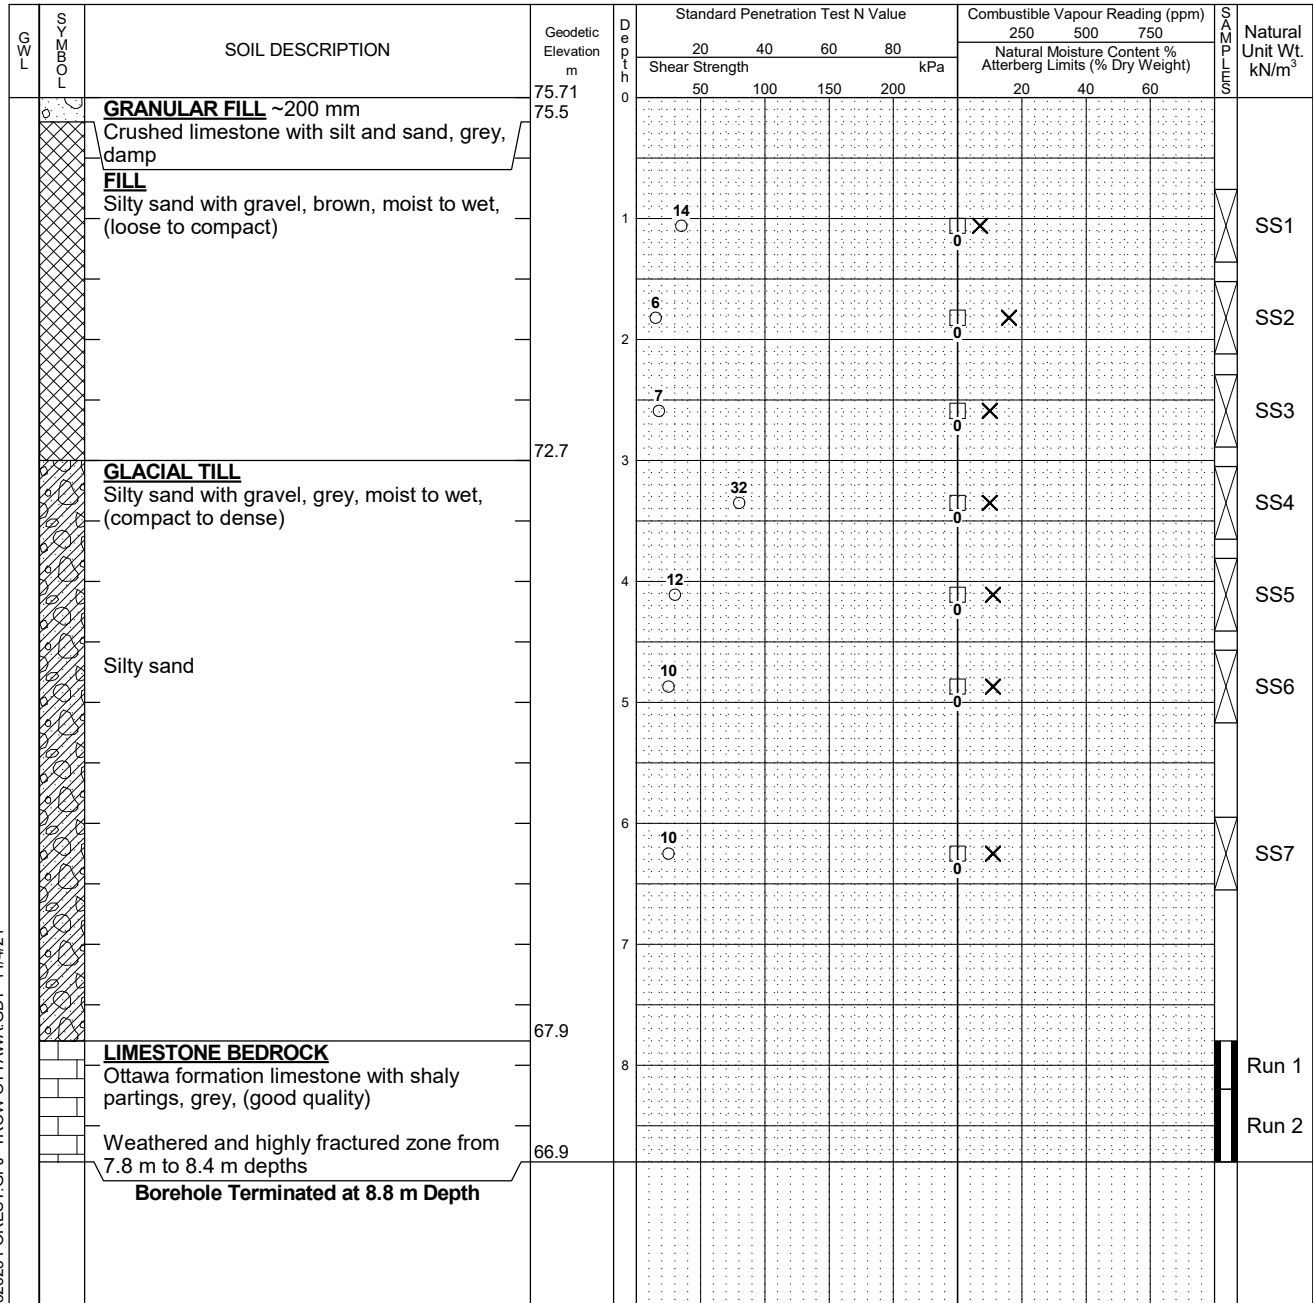 GWL
SYMBOL
SOIL DESCRIPTION
Geodetic
Elevation
m
Depth
Standard Penetration Test N Value
20 40 60 80
Shear Strength kPa
50 100 150 200
Combustible Vapour Reading (ppm)
250 500 750
Natural Moisture Content %
Atterberg Limits (% Dry Weight)
20 40 60
SAMPLES
Natural
Unit Wt.
kN/m³
75.71
0
GRANULAR FILL ~200 mm
75.5
Crushed limestone with silt and sand, grey,
damp
FILL
Silty sand with gravel, brown, moist to wet,
(loose to compact)
1
14
0
SS1
6
0
SS2
2
7
0
SS3
72.7
3
GLACIAL TILL
Silty sand with gravel, grey, moist to wet,
(compact to dense)
32
0
SS4
4
12
0
SS5
Silty sand
10
0
SS6
5
6
10
0
SS7
7
67.9
LIMESTONE BEDROCK
Ottawa formation limestone with shaly
partings, grey, (good quality)
8
Run 1
Run 2
Weathered and highly fractured zone from
7.8 m to 8.4 m depths
66.9
Borehole Terminated at 8.8 m Depth